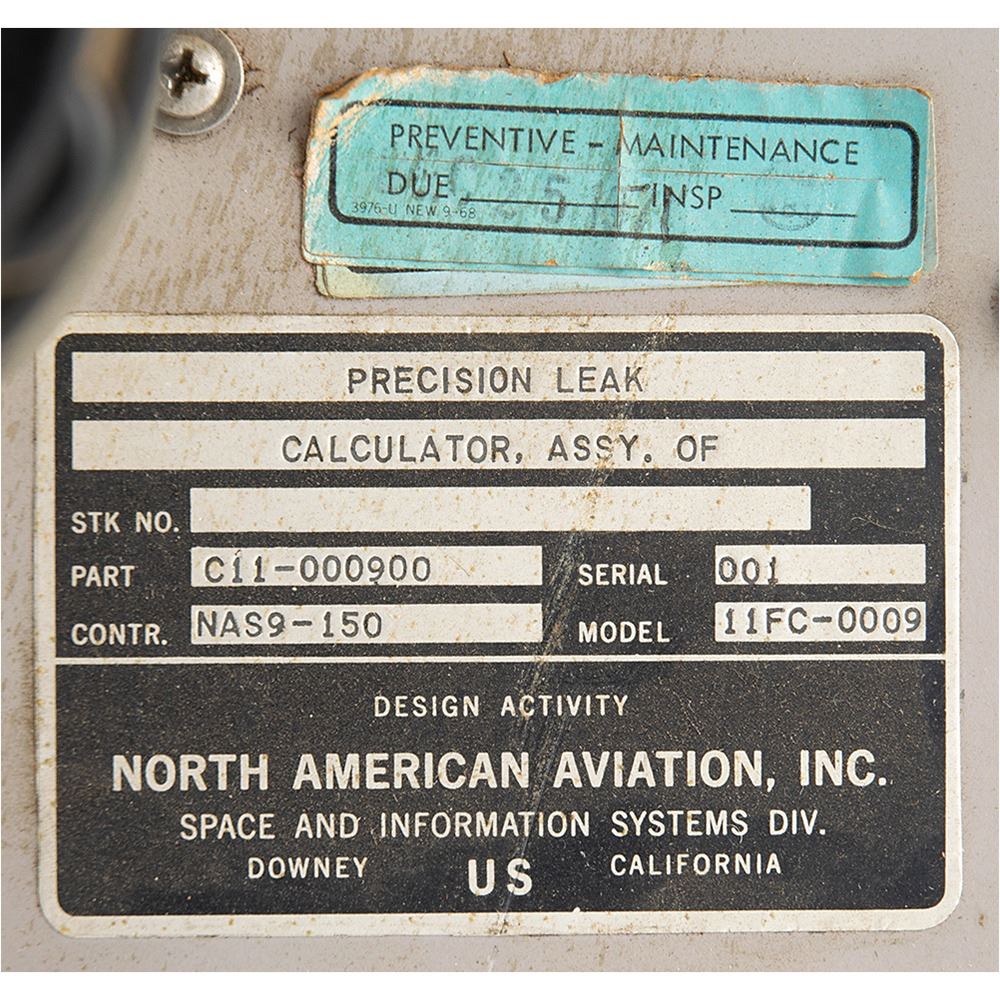 PREVENTIVE - MAINTENANCE
DUE INSP
3976-U NEW 9-68
PRECISION LEAK
CALCULATOR, ASSY. OF
STK NO.
PART C11-000900 SERIAL 001
CONTR. NAS9-150 MODEL 11FC-0009
DESIGN ACTIVITY
NORTH AMERICAN AVIATION, INC.
SPACE AND INFORMATION SYSTEMS DIV.
DOWNEY US CALIFORNIA